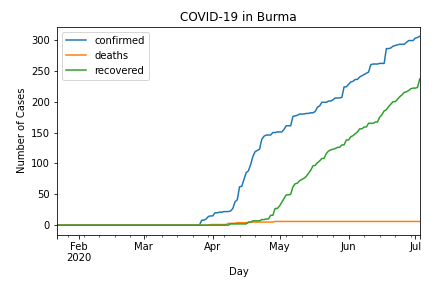 COVID-19 in Burma
confirmed
deaths
recovered
Number of Cases
300
250
200
150
100
50
0
Feb Mar Apr May Jun Jul
2020
Day